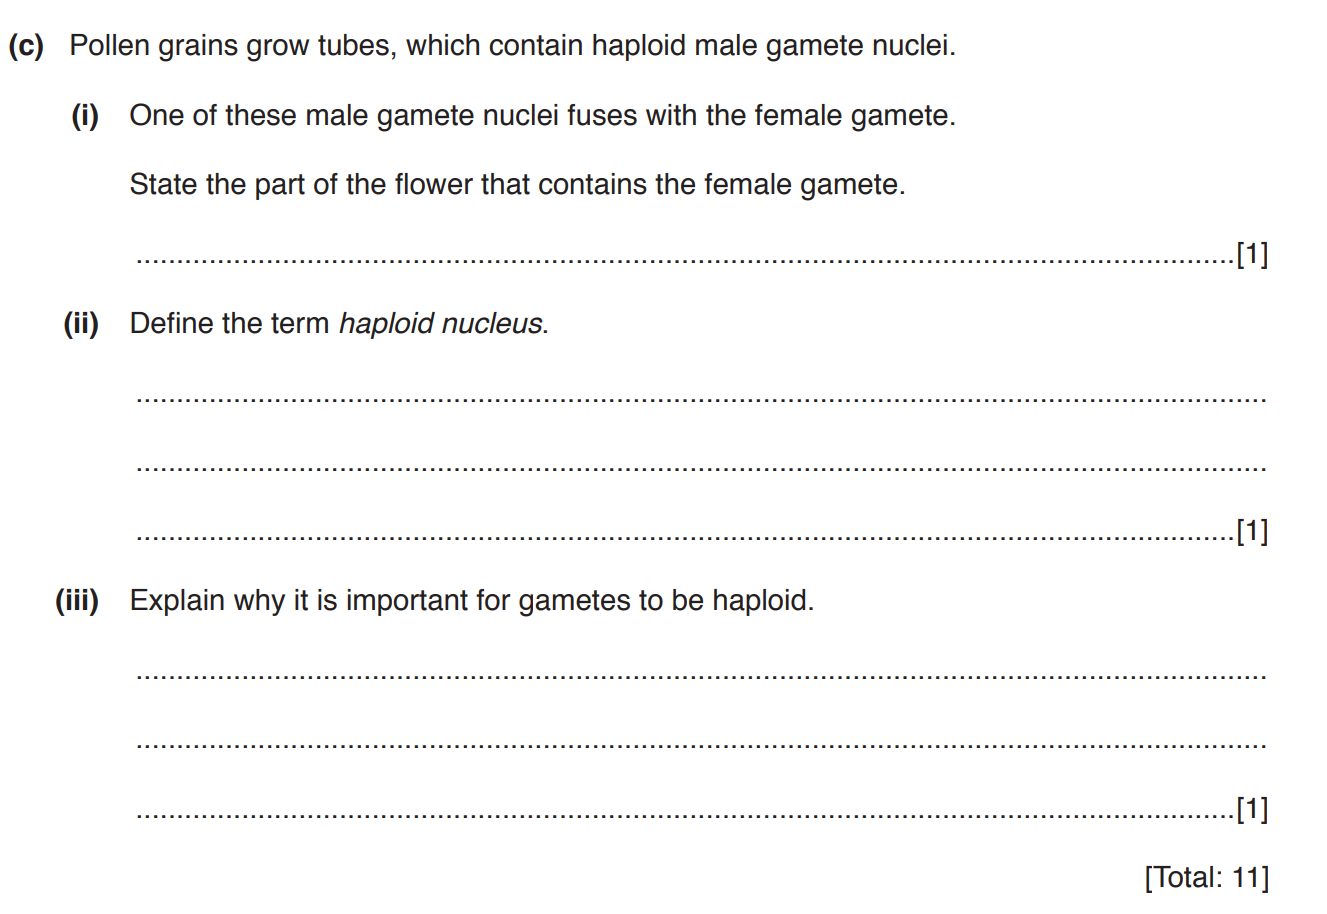 (c) Pollen grains grow tubes, which contain haploid male gamete nuclei.
(i) One of these male gamete nuclei fuses with the female gamete.
State the part of the flower that contains the female gamete.
..........................................................................................................................................[1]
(ii) Define the term haploid nucleus.
..............................................................................................................................................
..............................................................................................................................................
..........................................................................................................................................[1]
(iii) Explain why it is important for gametes to be haploid.
..............................................................................................................................................
..............................................................................................................................................
..........................................................................................................................................[1]
[Total: 11]